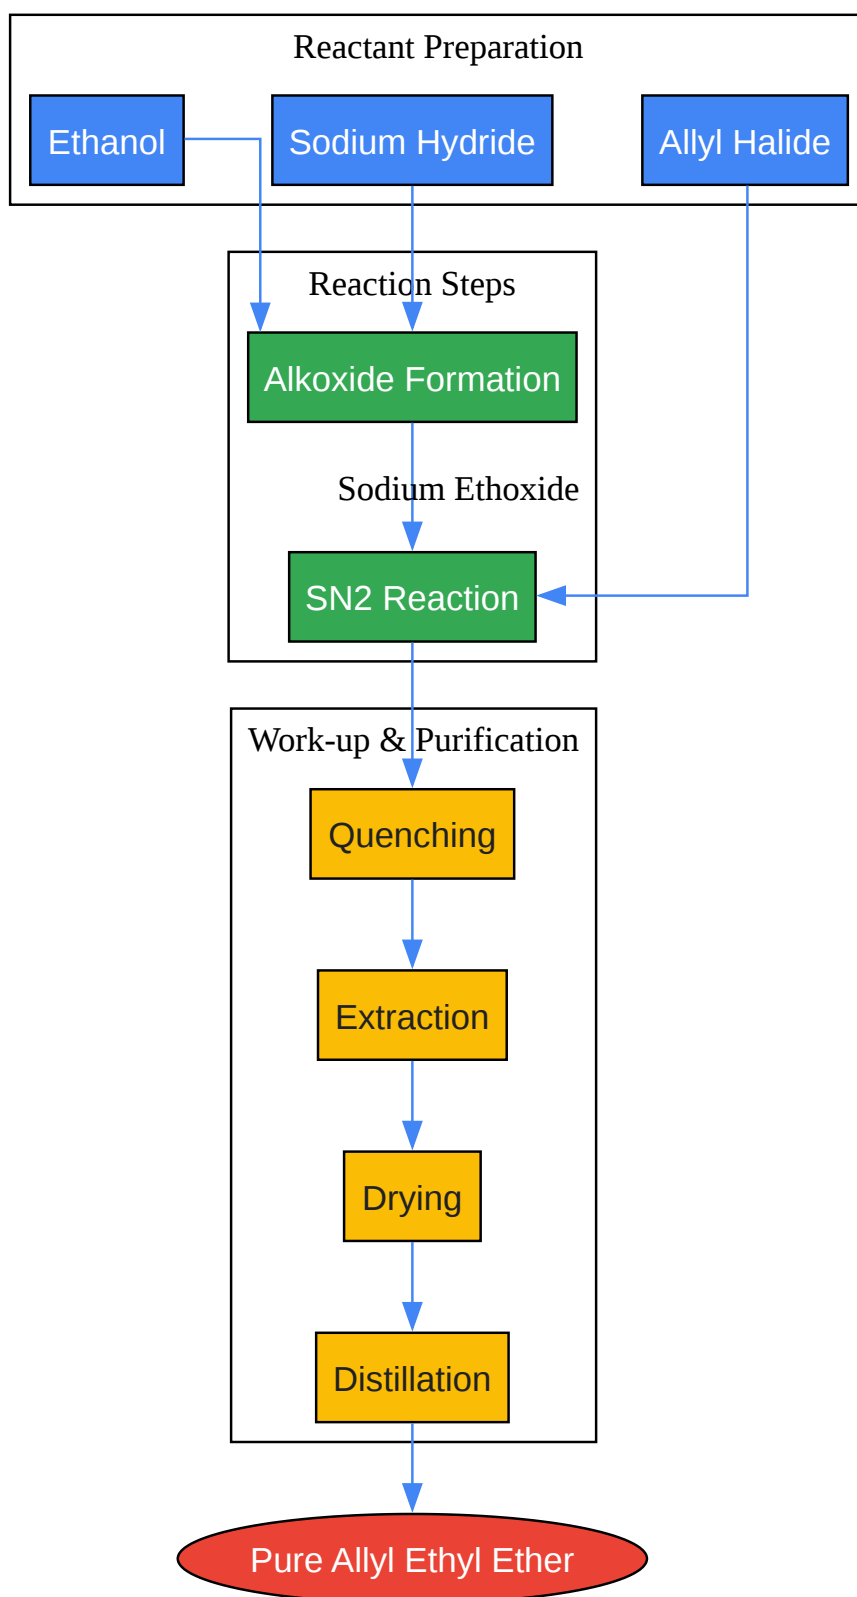 Reactant Preparation
Ethanol
Sodium Hydride
Allyl Halide
Reaction Steps
Alkoxide Formation
Sodium Ethoxide
SN2 Reaction
Work-up & Purification
Quenching
Extraction
Drying
Distillation
Pure Allyl Ethyl Ether